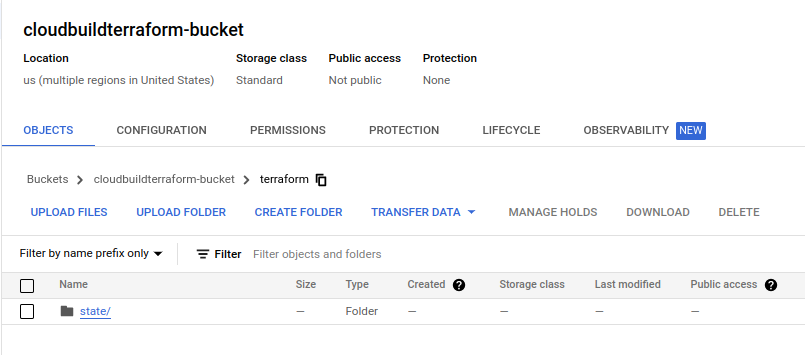 cloudbuildterraform-bucket
Location Storage class Public access Protection
us (multiple regions in United States) Standard Not public None
OBJECTS CONFIGURATION PERMISSIONS PROTECTION LIFECYCLE OBSERVABILITY NEW
Buckets > cloudbuildterraform-bucket > terraform
UPLOAD FILES UPLOAD FOLDER CREATE FOLDER TRANSFER DATA MANAGE HOLDS DOWNLOAD DELETE
Filter by name prefix only Filter Filter objects and folders
Name Size Type Created ? Storage class Last modified Public access ?
state/ — Folder — — — —